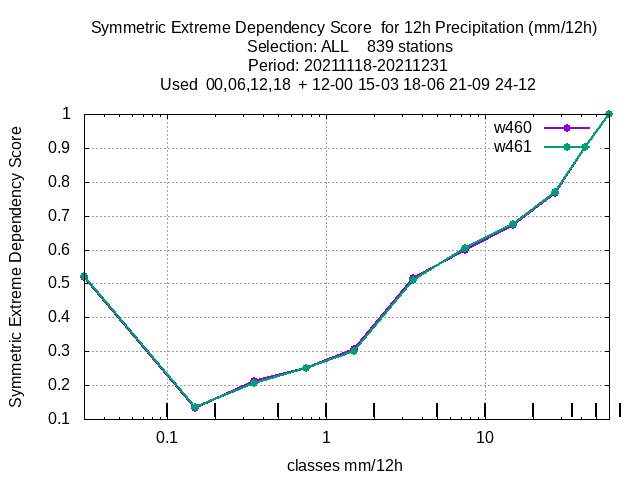 Symmetric Extreme Dependency Score  for 12h Precipitation (mm/12h)
Selection: ALL    839 stations
Period: 20211118-20211231
Used  00,06,12,18  + 12-00 15-03 18-06 21-09 24-12
w460
w461
Symmetric Extreme Dependency Score
1
0.9
0.8
0.7
0.6
0.5
0.4
0.3
0.2
0.1
0.1 1 10
classes mm/12h